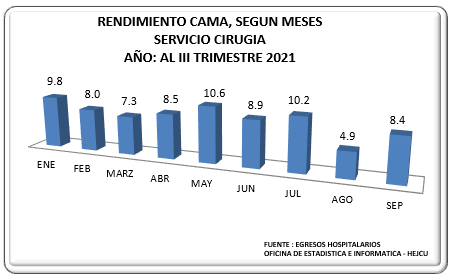 RENDIMIENTO CAMA, SEGUN MESES
SERVICIO CIRUGIA
AÑO: AL III TRIMESTRE 2021
9.8
8.0
7.3
8.5
10.6
8.9
10.2
4.9
8.4
ENE
FEB
MARZ
ABR
MAY
JUN
JUL
AGO
SEP
FUENTE : EGRESOS HOSPITALARIOS
OFICINA DE ESTADISTICA E INFORMATICA - HEJCU